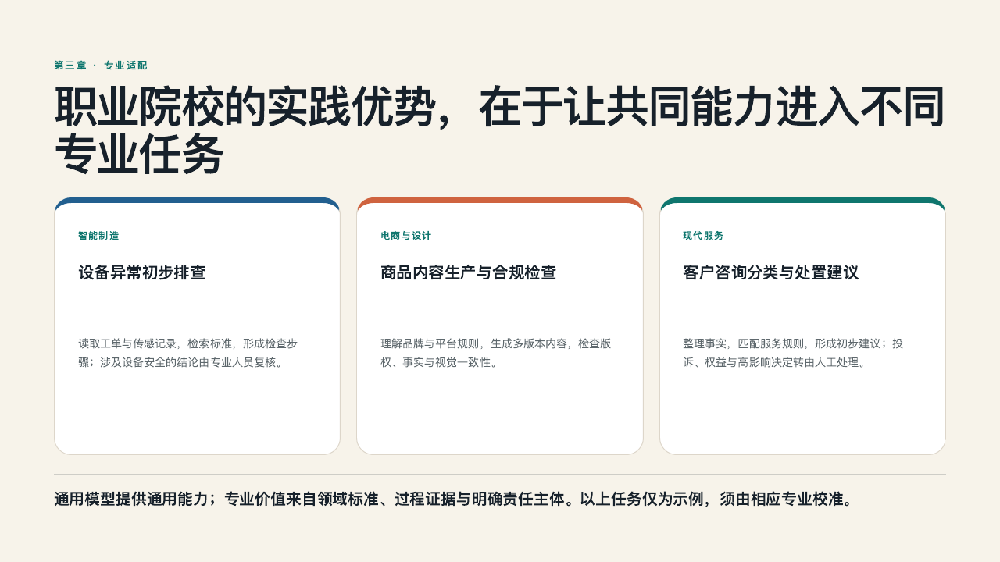 第三章 · 专业适配
职业院校的实践优势，在于让共同能力进入不同
专业任务
智能制造
设备异常初步排查
读取工单与传感记录，检索标准，形成检查步
骤；涉及设备安全的结论由专业人员复核。
电商与设计
商品内容生产与合规检查
理解品牌与平台规则，生成多版本内容，检查版
权、事实与视觉一致性。
现代服务
客户咨询分类与处置建议
整理事实，匹配服务规则，形成初步建议；投
诉、权益与高影响决定转由人工处理。
通用模型提供通用能力；专业价值来自领域标准、过程证据与明确责任主体。以上任务仅为示例，须由相应专业校准。